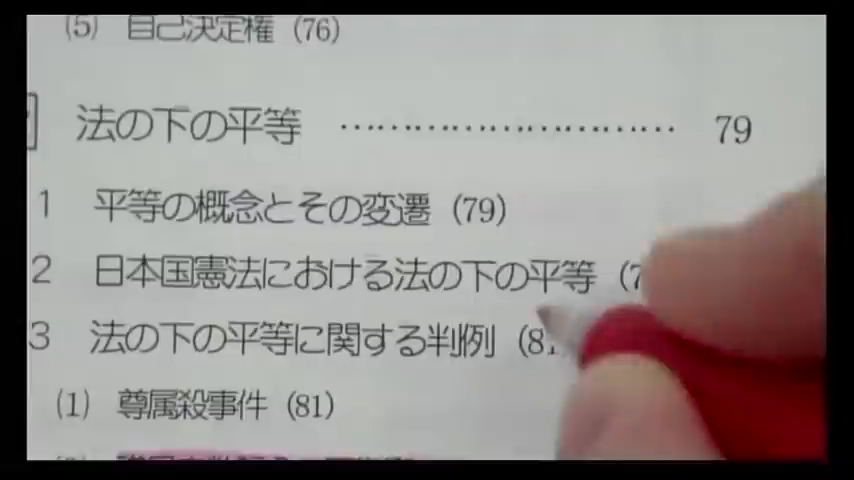 (5) 自己決定権 (76)
法の下の平等 …………………………… 79
1 平等の概念とその変遷 (79)
2 日本国憲法における法の下の平等 (7
3 法の下の平等に関する判例 (81
(1) 尊属殺事件 (81)